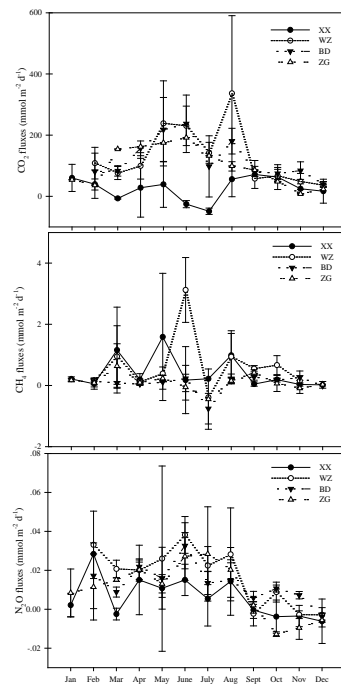 600
400
200
0
CO2 fluxes (mmol m-2 d-1)
XX
WZ
BD
ZG
4
2
0
-2
CH4 fluxes (mmol m-2 d-1)
XX
WZ
BD
ZG
.08
.06
.04
.02
0.00
-.02
N2O fluxes (mmol m-2 d-1)
XX
WZ
BD
ZG
Jan Feb Mar Apr May June July Aug Sept Oct Nov Dec